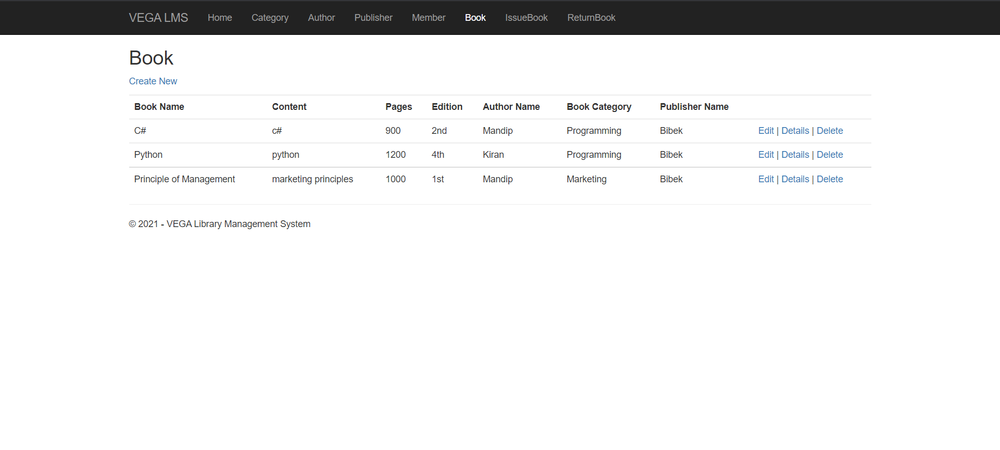 VEGA LMS Home Category Author Publisher Member Book IssueBook ReturnBook
Book
Create New
Book Name Content Pages Edition Author Name Book Category Publisher Name
C# c# 900 2nd Mandip Programming Bibek Edit | Details | Delete
Python python 1200 4th Kiran Programming Bibek Edit | Details | Delete
Principle of Management marketing principles 1000 1st Mandip Marketing Bibek Edit | Details | Delete
© 2021 - VEGA Library Management System